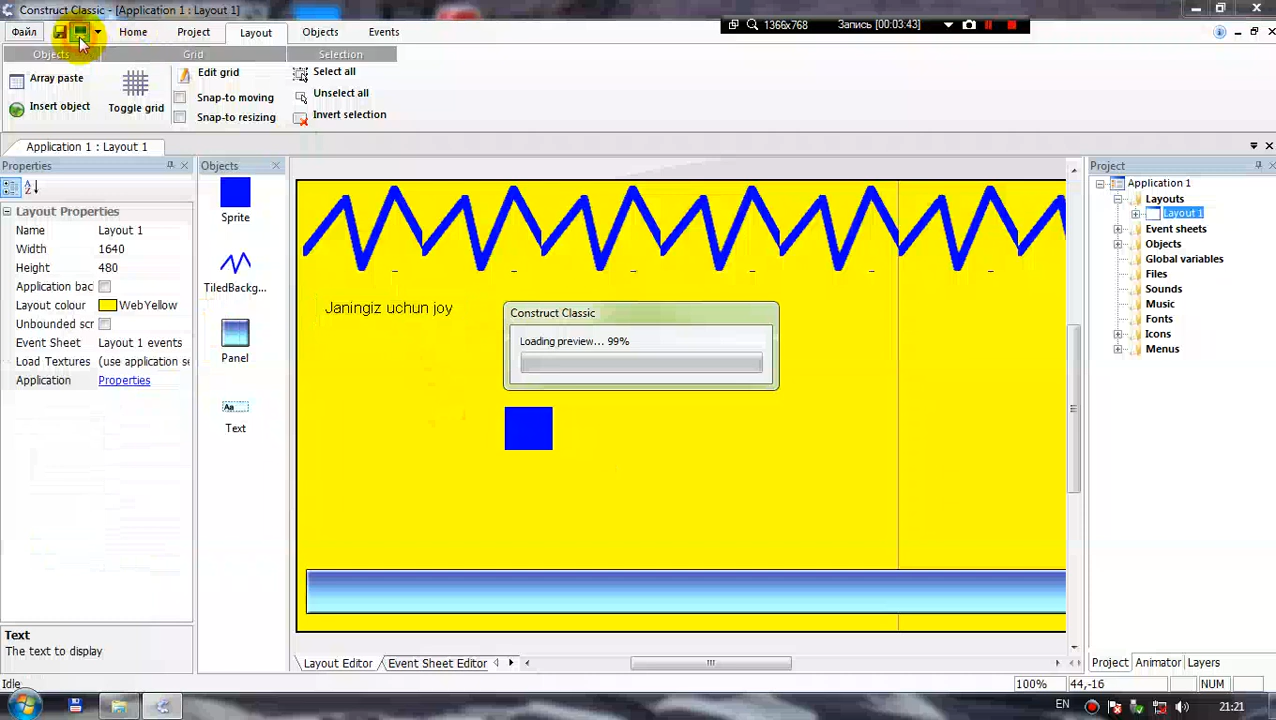 Construct Classic - [Application 1 : Layout 1]
1366x768 Запись [00:03.43]
Файл Home Project Layout Objects Events
Objects Grid Selection
Array paste
Insert object
Toggle grid
Edit grid
Snap-to moving
Snap-to resizing
Select all
Unselect all
Invert selection
Application 1 : Layout 1
Properties
Layout Properties
Name Layout 1
Width 1640
Height 480
Application bac
Layout colour WebYellow
Unbounded scr
Event Sheet Layout 1 events
Load Textures (use application se
Application Properties
Text
The text to display
Objects
Sprite
TiledBackg...
Panel
Aa
Text
Janingiz uchun joy
Construct Classic
Loading preview... 99%
Layout Editor Event Sheet Editor
Project
Application 1
Layouts
Layout 1
Event sheets
Objects
Global variables
Files
Sounds
Music
Fonts
Icons
Menus
Project Animator Layers
Idle 100% 44,-16 NUM
EN 21:21